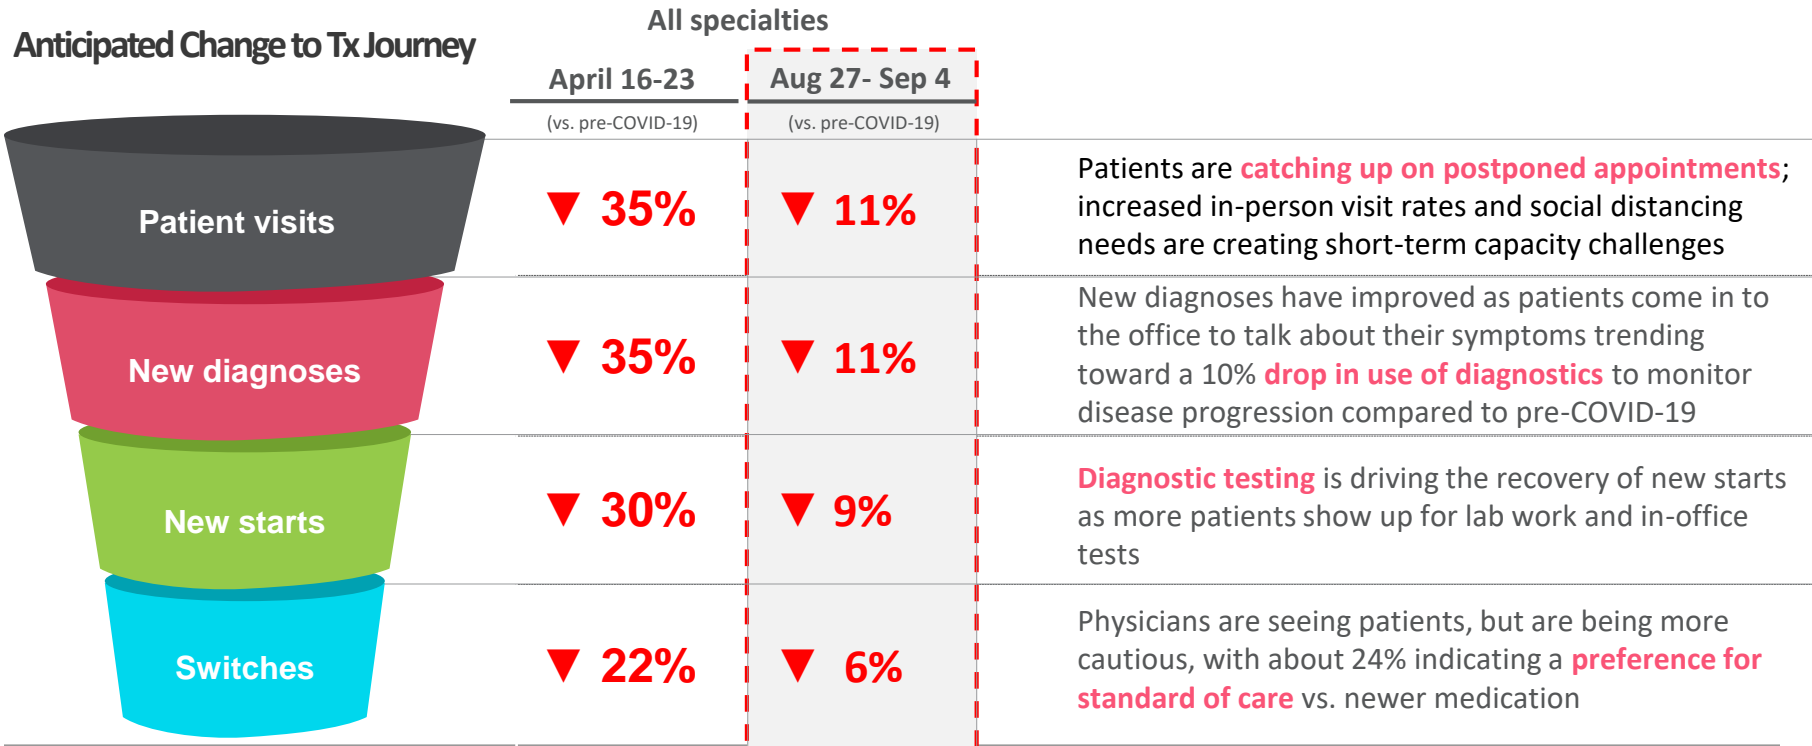 Anticipated Change to Tx Journey
All specialties
April 16-23
Aug 27- Sep 4
(vs. pre-COVID-19)
(vs. pre-COVID-19)
Patient visits
▼ 35%
▼ 11%
Patients are catching up on postponed appointments;
increased in-person visit rates and social distancing
needs are creating short-term capacity challenges
New diagnoses
▼ 35%
▼ 11%
New diagnoses have improved as patients come in to
the office to talk about their symptoms trending
toward a 10% drop in use of diagnostics to monitor
disease progression compared to pre-COVID-19
New starts
▼ 30%
▼ 9%
Diagnostic testing is driving the recovery of new starts
as more patients show up for lab work and in-office
tests
Switches
▼ 22%
▼ 6%
Physicians are seeing patients, but are being more
cautious, with about 24% indicating a preference for
standard of care vs. newer medication